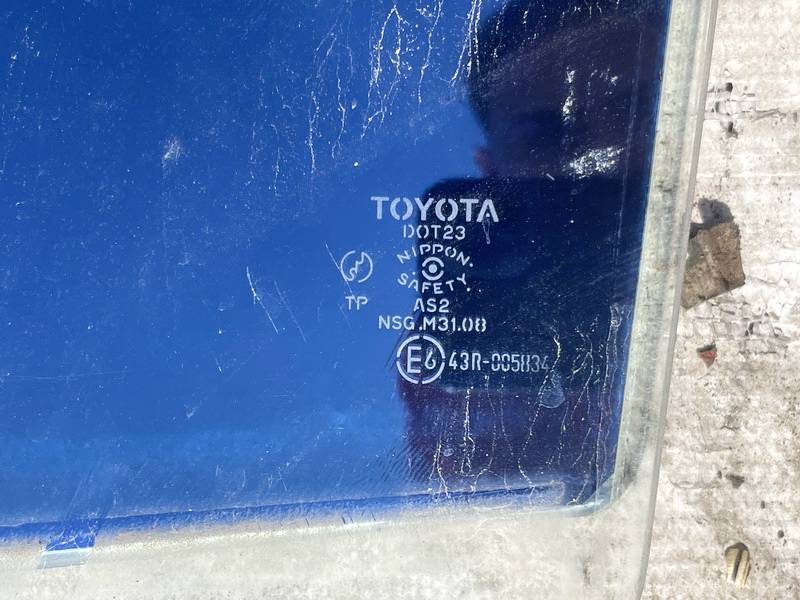 TOYOTA
DOT23
NIPPON.
SAFETY
TP
AS2
NSG.M31.08
E6 43R-005834